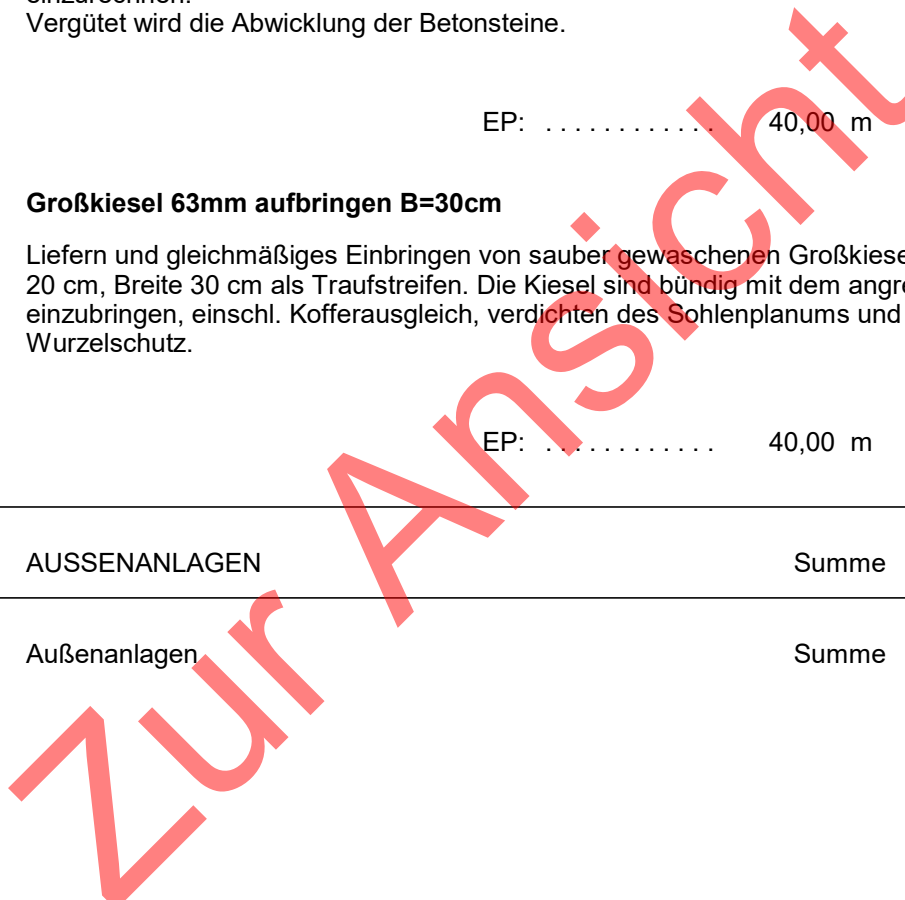 Vergütet wird die Abwicklung der Betonsteine.
EP: . . . . . . . . . . . . 40,00 m
Großkiesel 63mm aufbringen B=30cm
Liefern und gleichmäßiges Einbringen von sauber gewaschenen
20 cm, Breite 30 cm als Traufstreifen. Die Kiesel sind bündig mit dem
einzubringen, einschl. Kofferausgleich, verdichten des Sohlenplanums und
Wurzelschutz.
EP: . . . . . . . . . . . . 40,00 m
AUSSENANLAGEN Summe
Außenanlagen Summe
Zur Ansicht